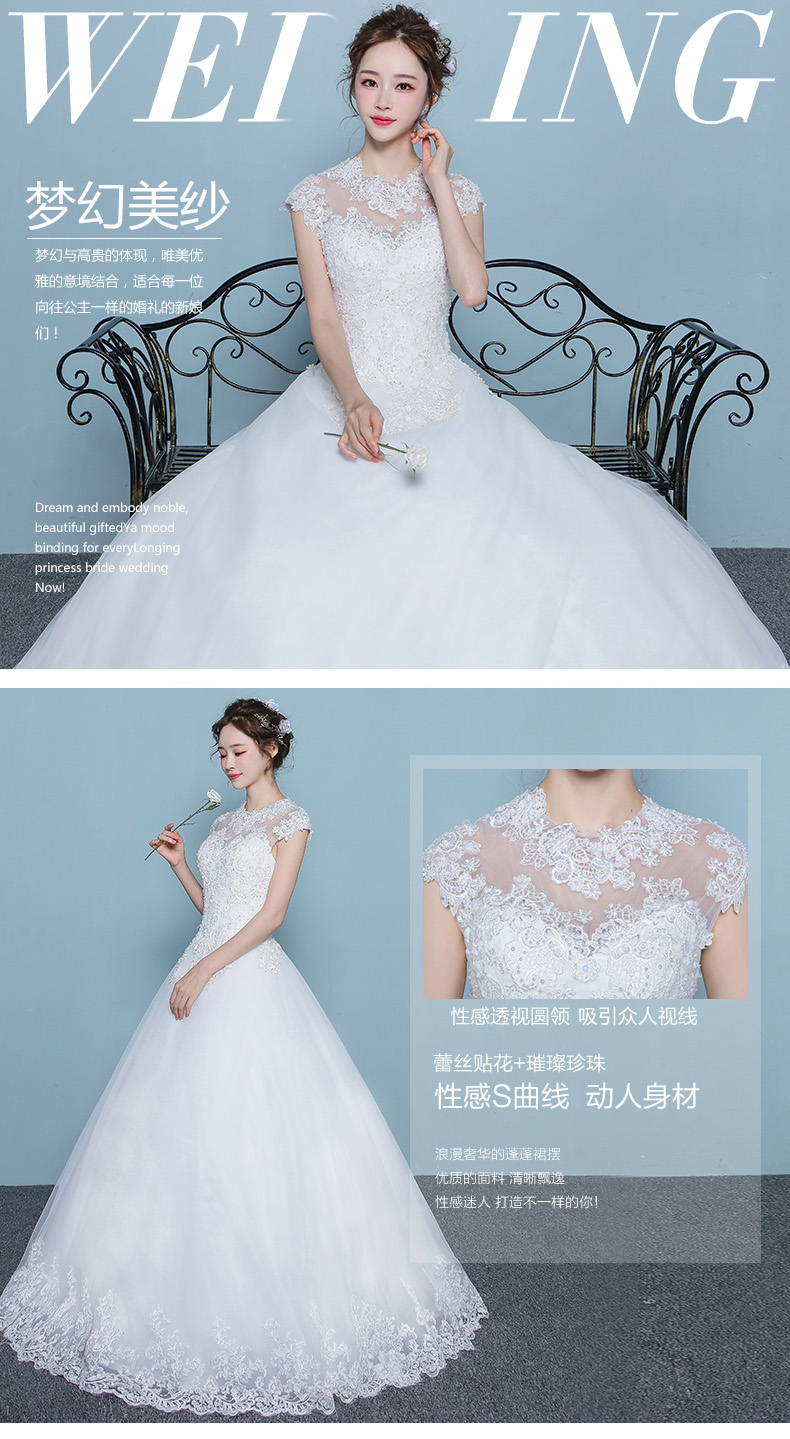 WEI ING
梦幻美纱
梦幻与高贵的体现，唯美优
雅的意境结合，适合每一位
向往公主一样的婚礼的新娘
们！
Dream and embody noble,
beautiful giftedYa mood
binding for everyLonging
princess bride wedding
Now!
性感透视圆领 吸引众人视线
蕾丝贴花+璀璨珍珠
性感S曲线 动人身材
浪漫奢华的蓬蓬裙摆
优质的面料 清晰飘逸
性感迷人 打造不一样的你！